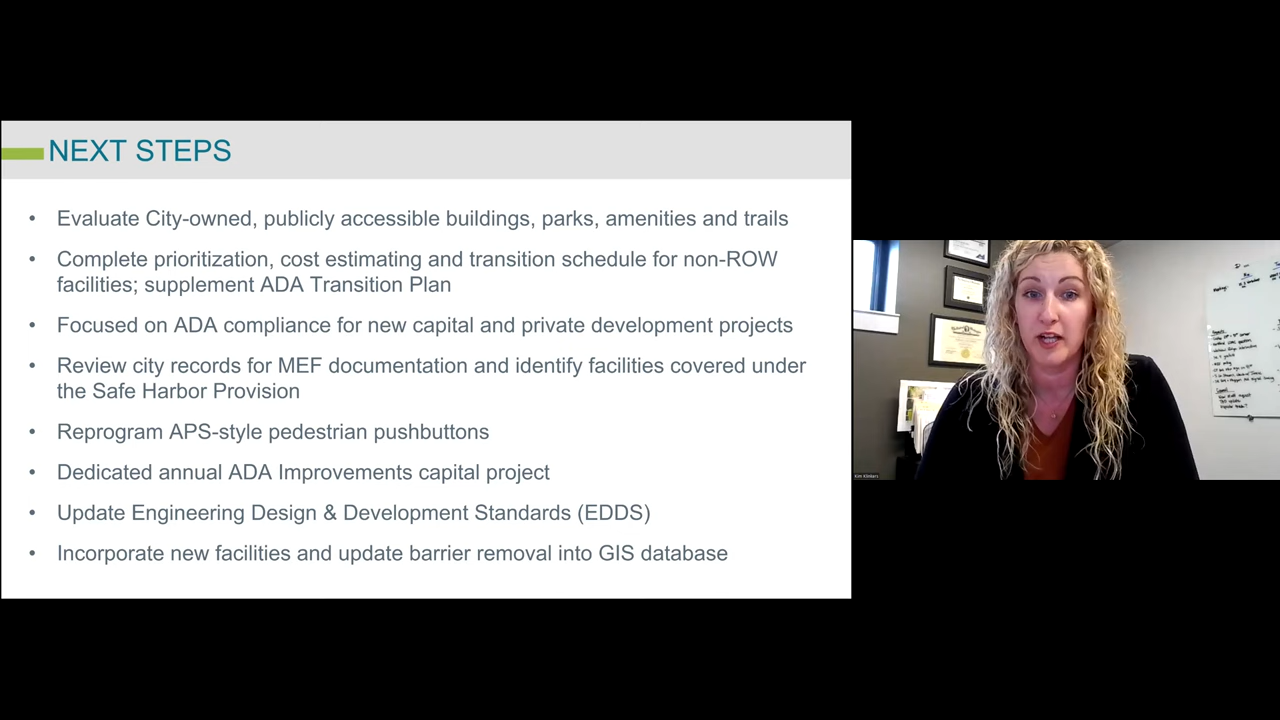 NEXT STEPS
• Evaluate City-owned, publicly accessible buildings, parks, amenities and trails
• Complete prioritization, cost estimating and transition schedule for non-ROW
facilities; supplement ADA Transition Plan
• Focused on ADA compliance for new capital and private development projects
• Review city records for MEF documentation and identify facilities covered under
the Safe Harbor Provision
• Reprogram APS-style pedestrian pushbuttons
• Dedicated annual ADA Improvements capital project
• Update Engineering Design & Development Standards (EDDS)
• Incorporate new facilities and update barrier removal into GIS database